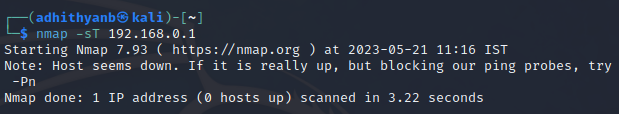 ┌──(adhithyanb㉿kali)-[~]
└─$ nmap -sT 192.168.0.1
Starting Nmap 7.93 ( https://nmap.org ) at 2023-05-21 11:16 IST
Note: Host seems down. If it is really up, but blocking our ping probes, try
-Pn
Nmap done: 1 IP address (0 hosts up) scanned in 3.22 seconds